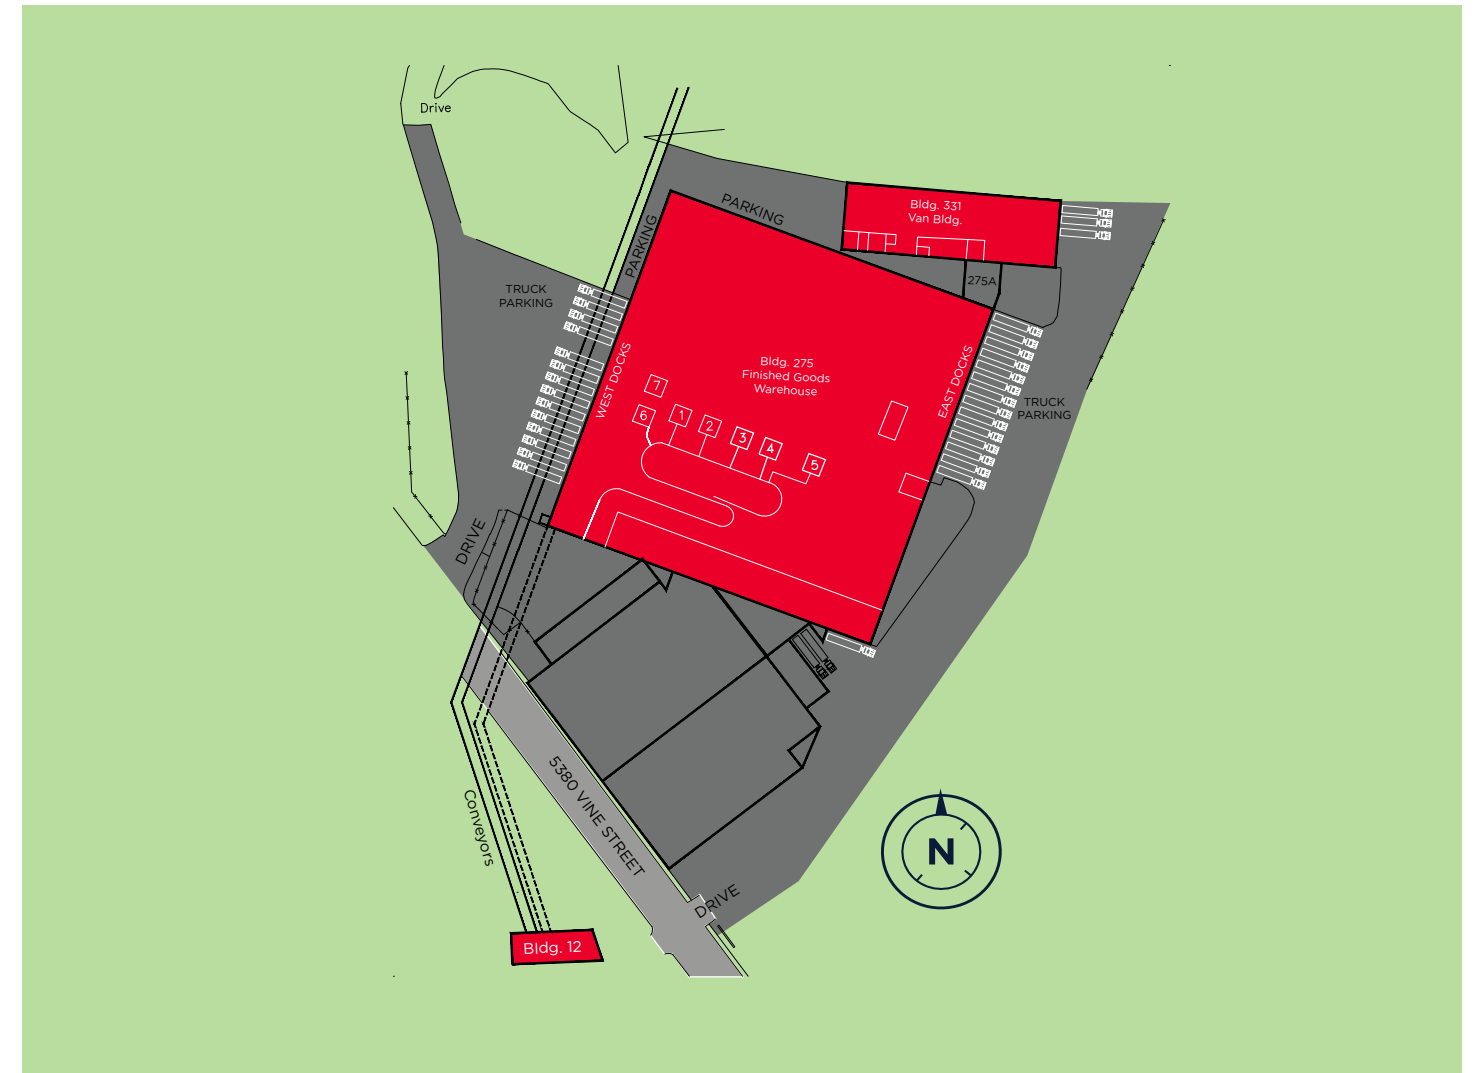 Drive
PARKING
Bldg. 331
Van Bldg.
PARKING
275A
TRUCK
PARKING
WEST DOCKS
Bldg. 275
Finished Goods
Warehouse
EAST DOCKS
TRUCK
PARKING
7
6
1
2
3
4
5
DRIVE
5380 VINE STREET
Conveyors
N
DRIVE
Bldg. 12